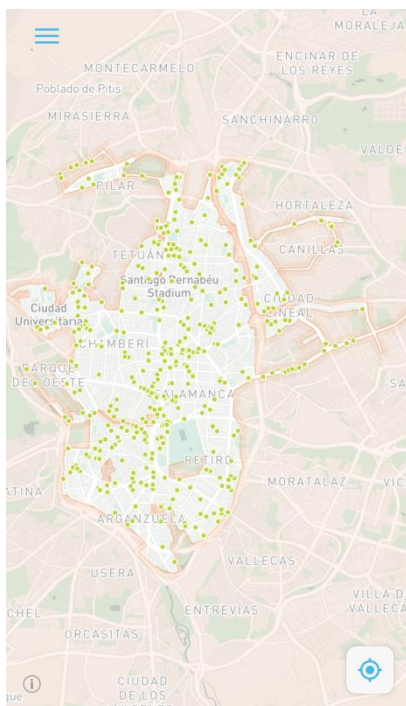 LA
MORALEJA
ENCINAR DE
LOS REYES
MONTECARMELO
Poblado de Pitis
MIRASIERRA
SANCHINARRO
VALDE
PILAR
HORTALEZA
CANILLAS
TETUÁN
Santiago Bernabéu
Stadium
CIUDAD
LINEAL
Ciudad
Universitaria
CHAMBERÍ
PARQUE
DEL OESTE
SALAMANCA
SA
RETIRO
MORATALAZ
VIC
ATINA
ARGANZUELA
VALLECAS
USERA
VILLA D
VALLECA
CHEL
ENTREVÍAS
ORCASITAS
CIUDAD
DE LOS
que